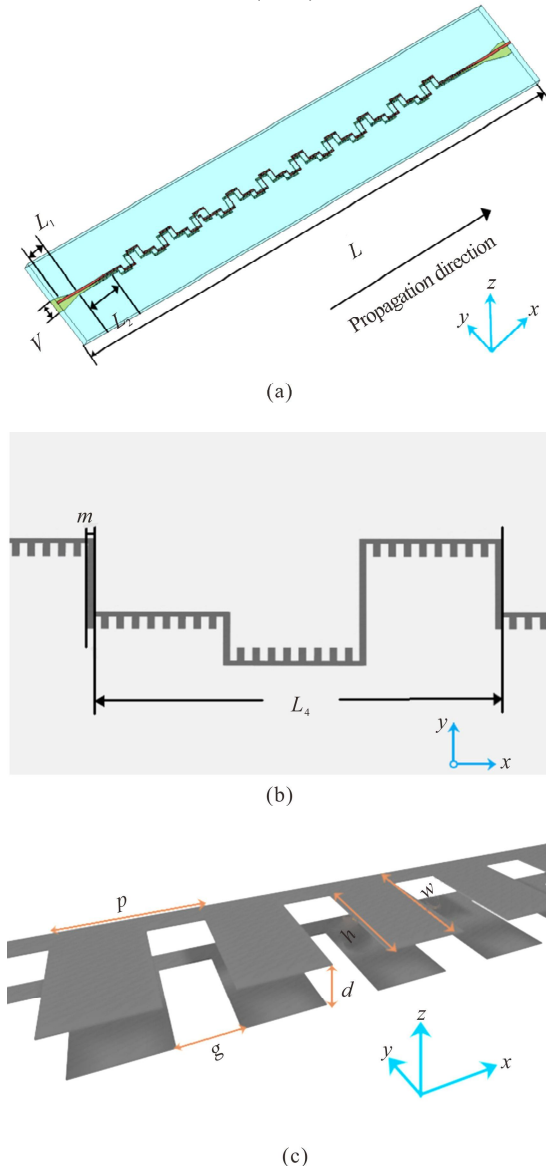 L₁
V
L₂
L
Propagation direction
z
y
x
(a)
m
L₄
y
x
(b)
p
h
w
d
g
z
y
x
(c)